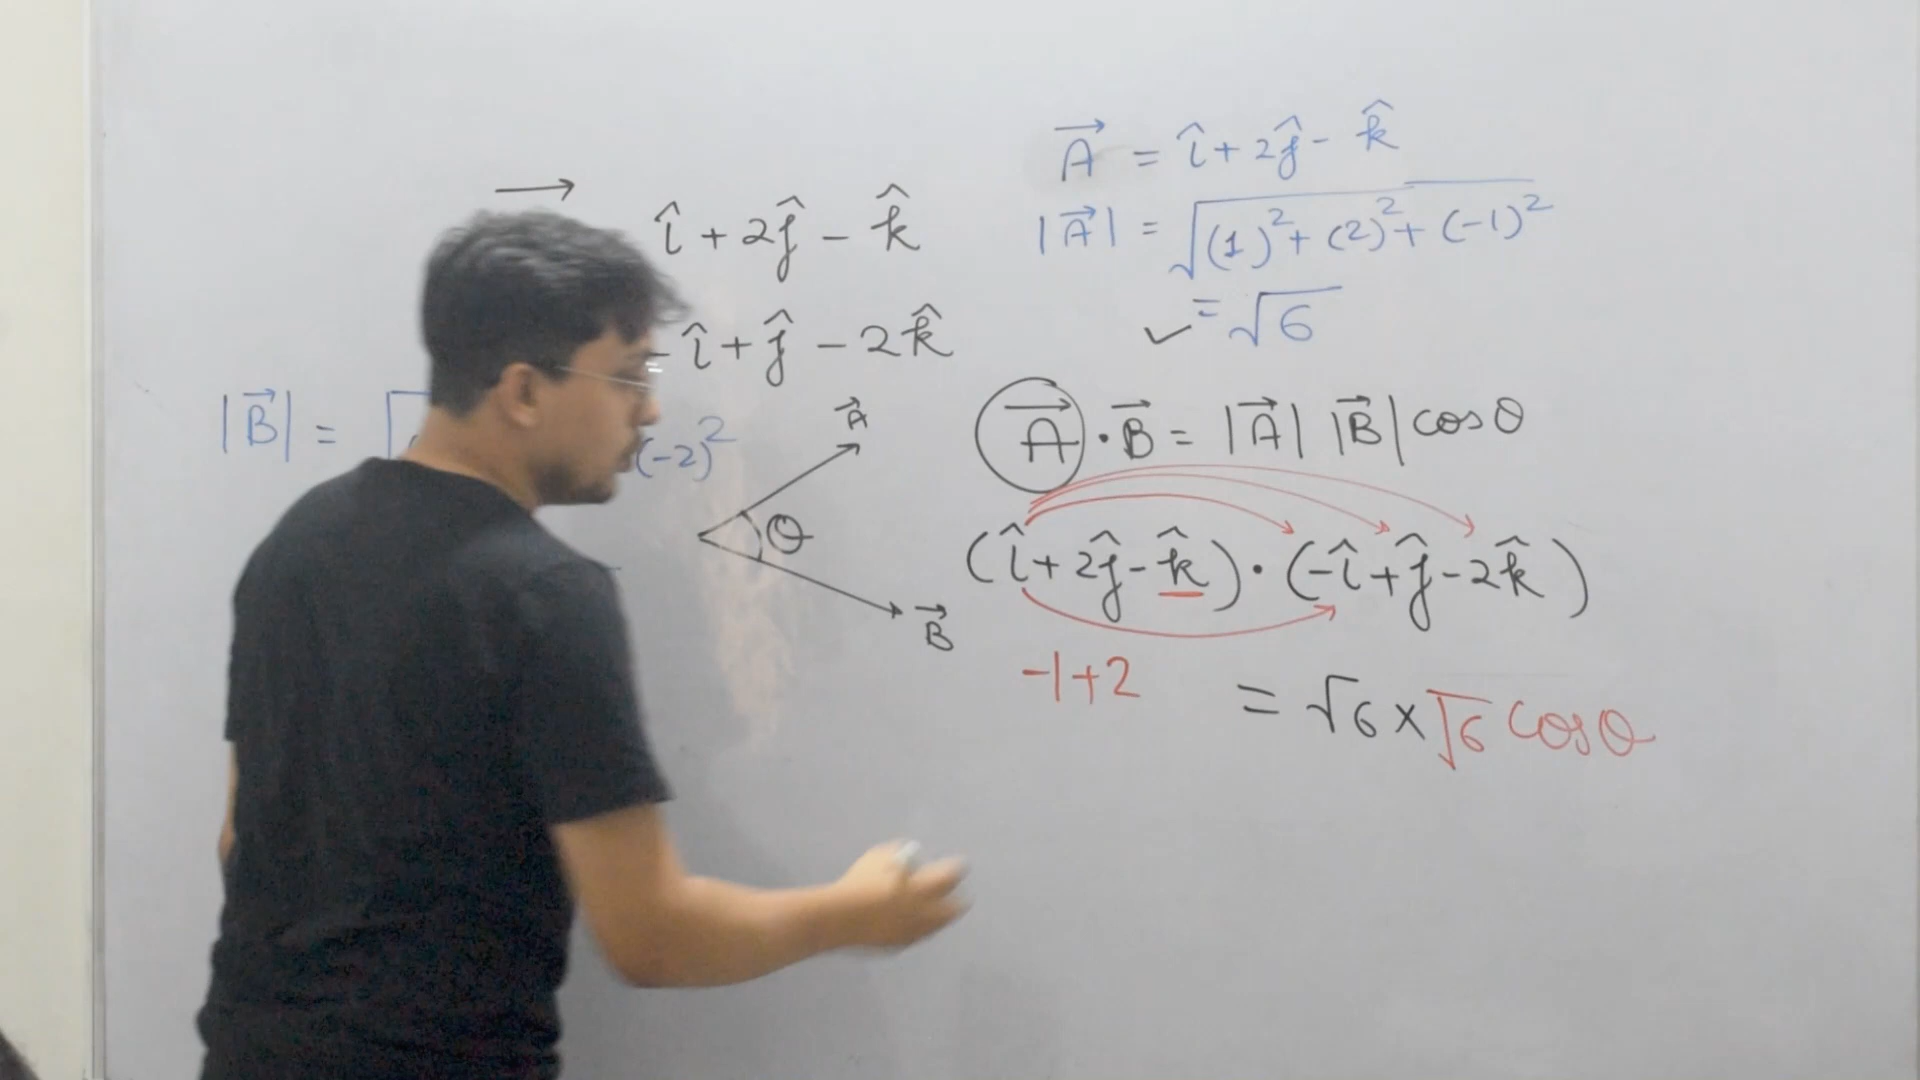 î + 2ĵ - k̂
-î + ĵ - 2k̂
|B⃗| = √ (-2)²
A⃗
θ
B⃗
A⃗ = î + 2ĵ - k̂
|A⃗| = √(1)² + (2)² + (-1)²
✓ = √6
A⃗ · B⃗ = |A⃗| |B⃗| cos θ
(î + 2ĵ - k̂) · (-î + ĵ - 2k̂)
-1+2 = √6 × √6 cos θ